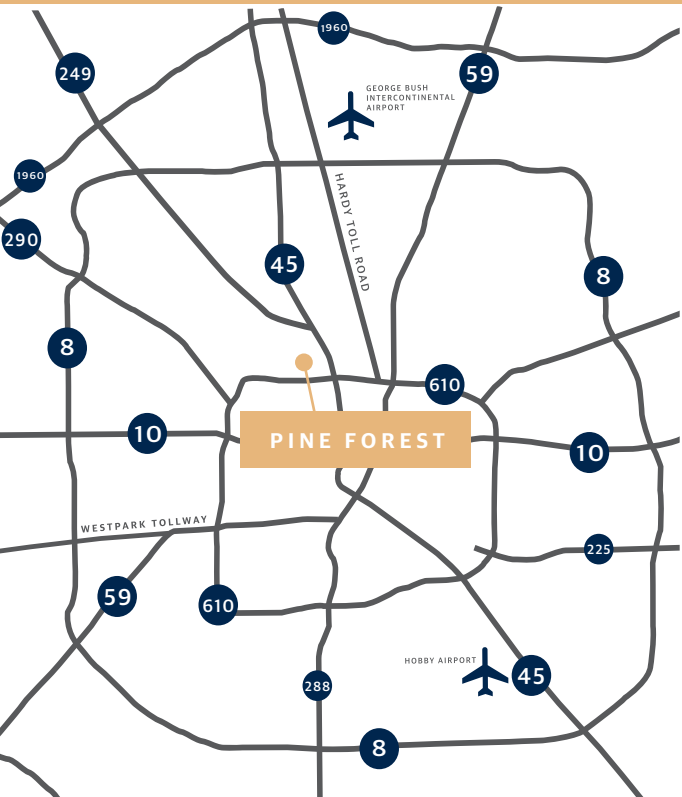 1960
249
59
GEORGE BUSH
INTERCONTINENTAL
AIRPORT
1960
HARDY TOLL ROAD
290
45
8
8
610
10
PINE FOREST
10
WESTPARK TOLLWAY
225
59
610
HOBBY AIRPORT
45
288
8